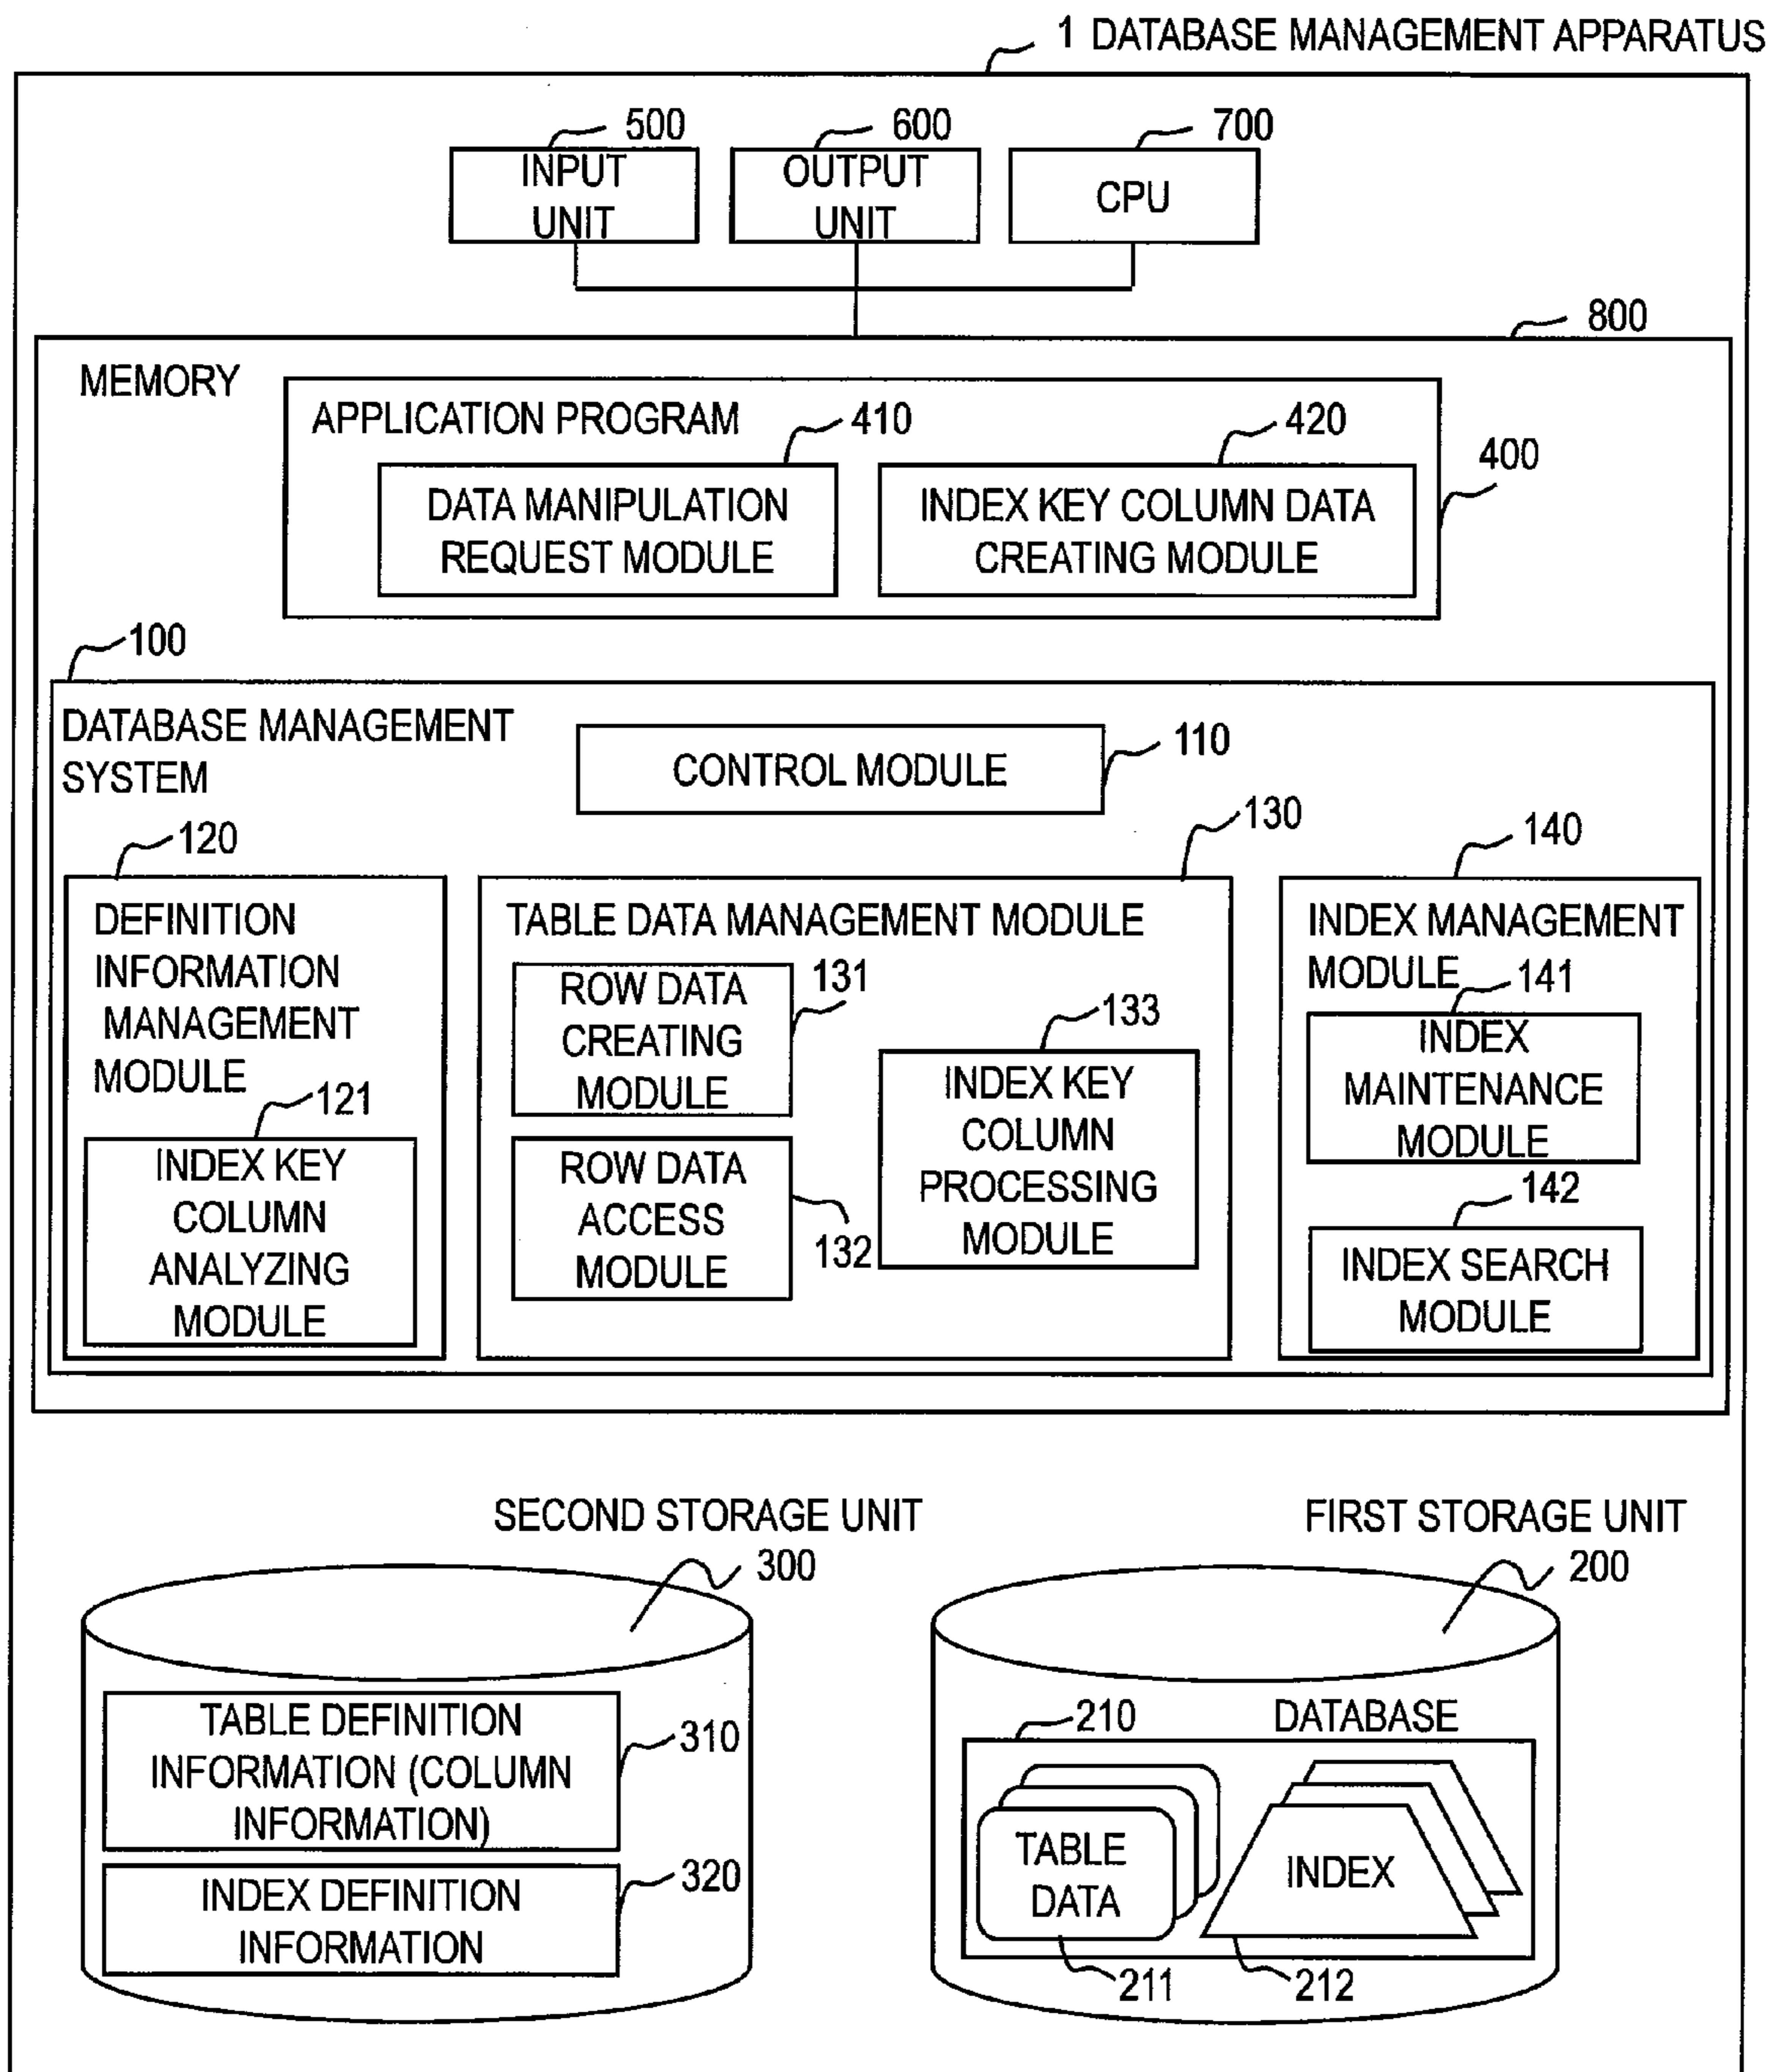 1 DATABASE MANAGEMENT APPARATUS
500
600
700
INPUT
UNIT
OUTPUT
UNIT
CPU
800
MEMORY
APPLICATION PROGRAM
410
420
400
DATA MANIPULATION
REQUEST MODULE
INDEX KEY COLUMN DATA
CREATING MODULE
100
DATABASE MANAGEMENT
SYSTEM
CONTROL MODULE
110
120
130
140
DEFINITION
INFORMATION
MANAGEMENT
MODULE
121
INDEX KEY
COLUMN
ANALYZING
MODULE
TABLE DATA MANAGEMENT MODULE
ROW DATA
CREATING
MODULE
131
ROW DATA
ACCESS
MODULE
132
133
INDEX KEY
COLUMN
PROCESSING
MODULE
INDEX MANAGEMENT
MODULE
141
INDEX
MAINTENANCE
MODULE
142
INDEX SEARCH
MODULE
SECOND STORAGE UNIT
300
TABLE DEFINITION
INFORMATION (COLUMN
INFORMATION)
310
INDEX DEFINITION
INFORMATION
320
FIRST STORAGE UNIT
200
210
DATABASE
TABLE
DATA
INDEX
211
212